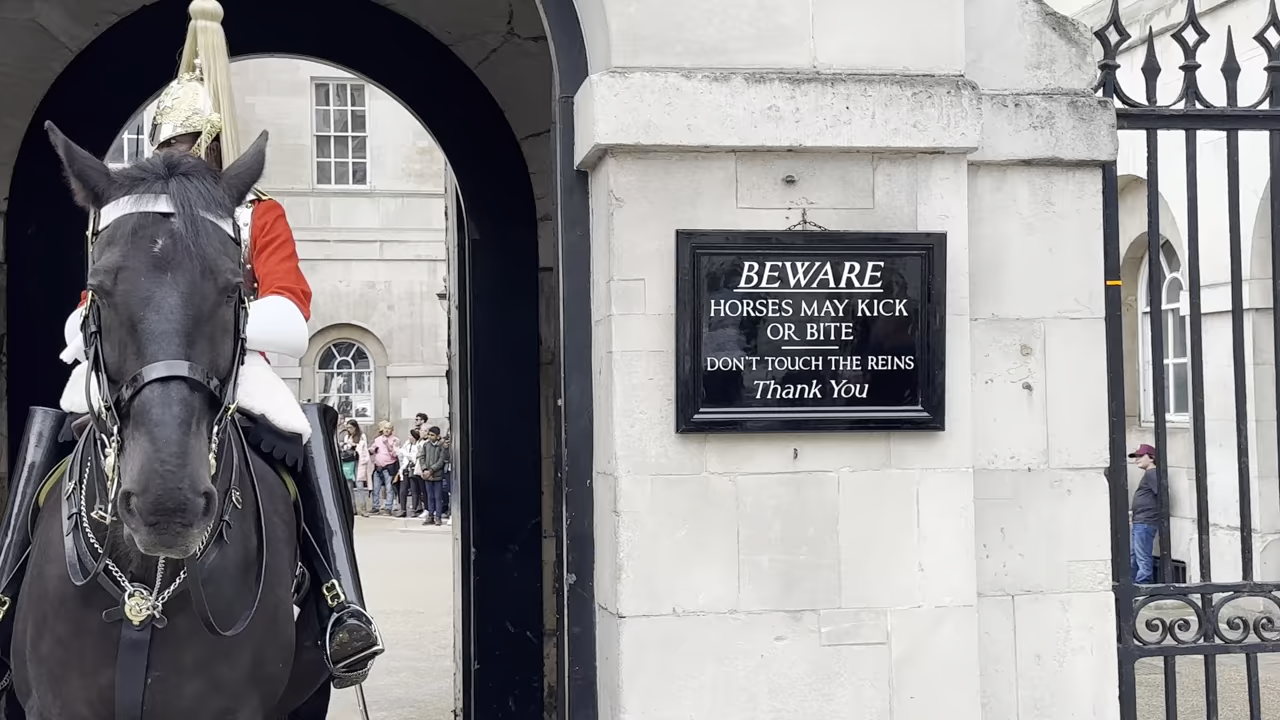 BEWARE
HORSES MAY KICK
OR BITE
DON'T TOUCH THE REINS
Thank You